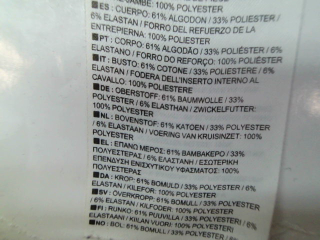 GAMBE: 100% POLYESTER
■ ES : CUERPO: 61% ALGODON / 33% POLIESTER /
6% ELASTAN / FORRO DEL REFUERZO DE LA
ENTREPIERNA: 100% POLIESTER
■ PT : CORPO: 61% ALGODÃO / 33% POLIÉSTER / 6%
ELASTANO / FORRO DO REFORÇO: 100% POLIÉSTER
■ IT : BUSTO: 61% COTONE / 33% POLIESTERE / 6%
ELASTAN / FODERA DELL'INSERTO INTERNO AL
CAVALLO: 100% POLIESTERE
■ DE : OBERSTOFF: 61% BAUMWOLLE / 33%
POLYESTER / 6% ELASTHAN / ZWICKELFUTTER:
100% POLYESTER
■ NL : BOVENSTOF: 61% KATOEN / 33% POLYESTER
/ 6% ELASTAAN / VOERING VAN KRUISINZET: 100%
POLYESTER
■ EL : ΕΠΑΝΩ ΜΕΡΟΣ: 61% ΒΑΜΒΑΚΕΡΟ / 33%
ΠΟΛΥΕΣΤΕΡΑΣ / 6% ΕΛΑΣΤΑΝΗ / ΕΣΩΤΕΡΙΚΗ
ΕΠΕΝΔΥΣΗ ΕΝΙΣΧΥΤΙΚΟΥ ΥΦΑΣΜΑΤΟΣ: 100%
ΠΟΛΥΕΣΤΕΡΑΣ
■ DA : KROP: 61% BOMULD / 33% POLYESTER / 6%
ELASTAN / KILEFOR: 100% POLYESTER
■ SV : ÖVERKROPP: 61% BOMULL / 33% POLYESTER / 6%
ELASTAN / KILFODER: 100% POLYESTER
■ FI : RUNKO: 61% PUUVILLA / 33% POLYESTERI / 6%
ELASTAANI / KIILAN VUORI: 100% POLYESTERI
■ NO : BOL: 61% BOMULL / 33% POLYESTER /